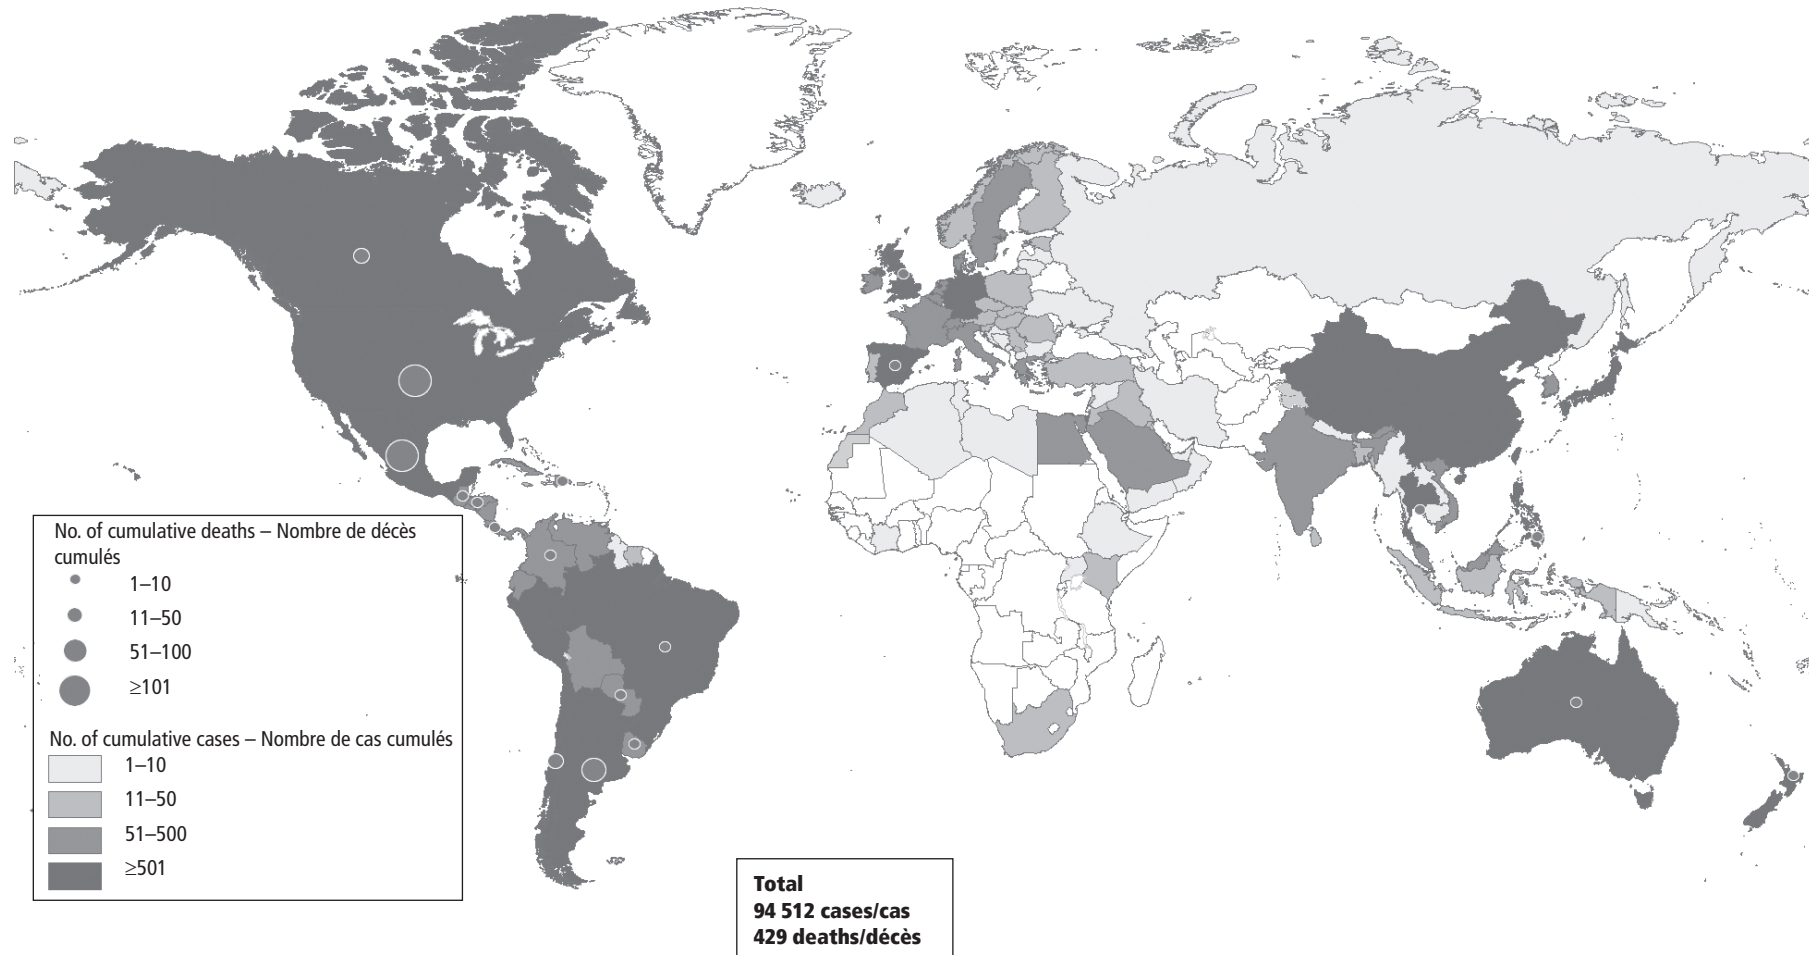 No. of cumulative deaths – Nombre de décès
cumulés
1–10
11–50
51–100
≥101
No. of cumulative cases – Nombre de cas cumulés
1–10
11–50
51–500
≥501
Total
94 512 cases/cas
429 deaths/décès